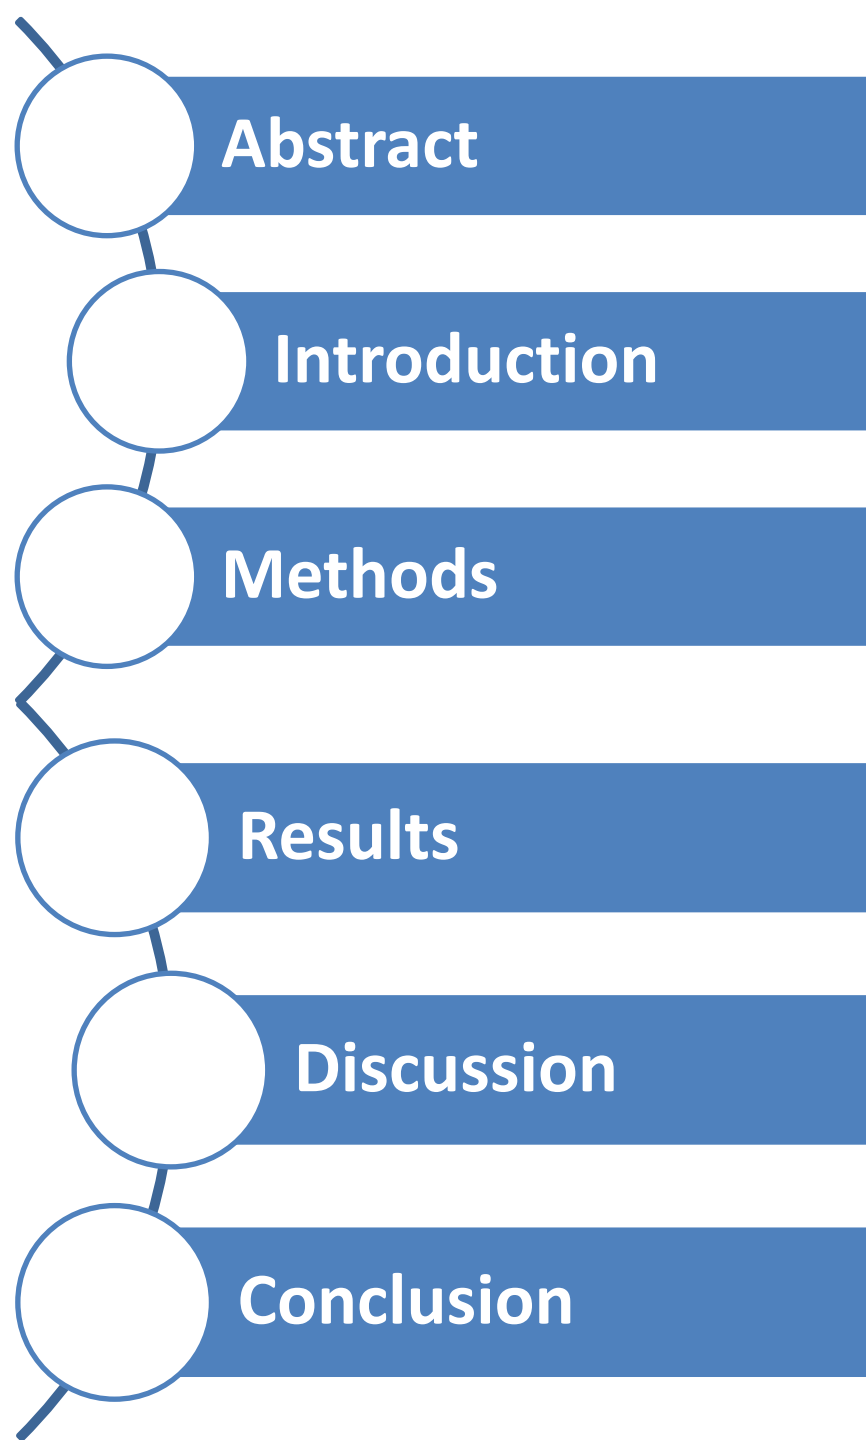 Abstract
Introduction
Methods
Results
Discussion
Conclusion